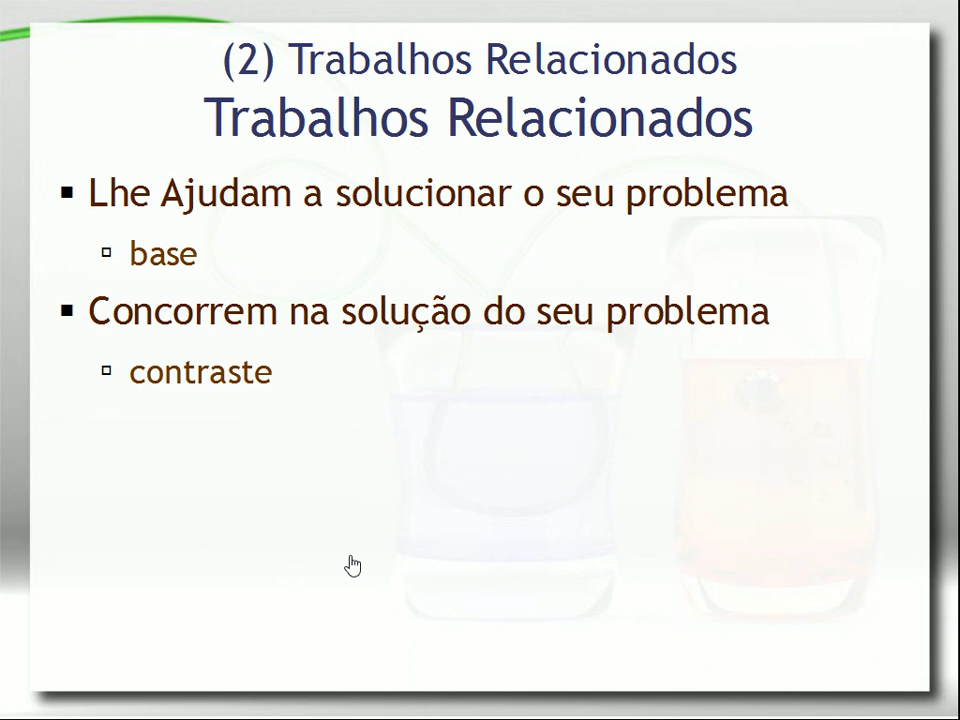 (2) Trabalhos Relacionados
Trabalhos Relacionados
Lhe Ajudam a solucionar o seu problema
base
Concorrem na solução do seu problema
contraste